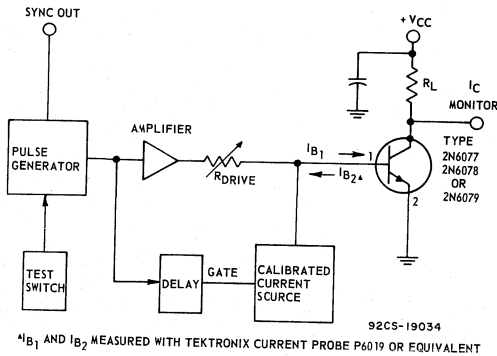 SYNC OUT
+VCC
RL
IC
MONITOR
AMPLIFIER
PULSE
GENERATOR
RDRIVE
IB1
IB2▲
1
2
TYPE
2N6077
2N6078
OR
2N6079
TEST
SWITCH
DELAY
GATE
CALIBRATED
CURRENT
SCURCE
92CS-19034
▲IB1 AND IB2 MEASURED WITH TEKTRONIX CURRENT PROBE P6019 OR EQUIVALENT